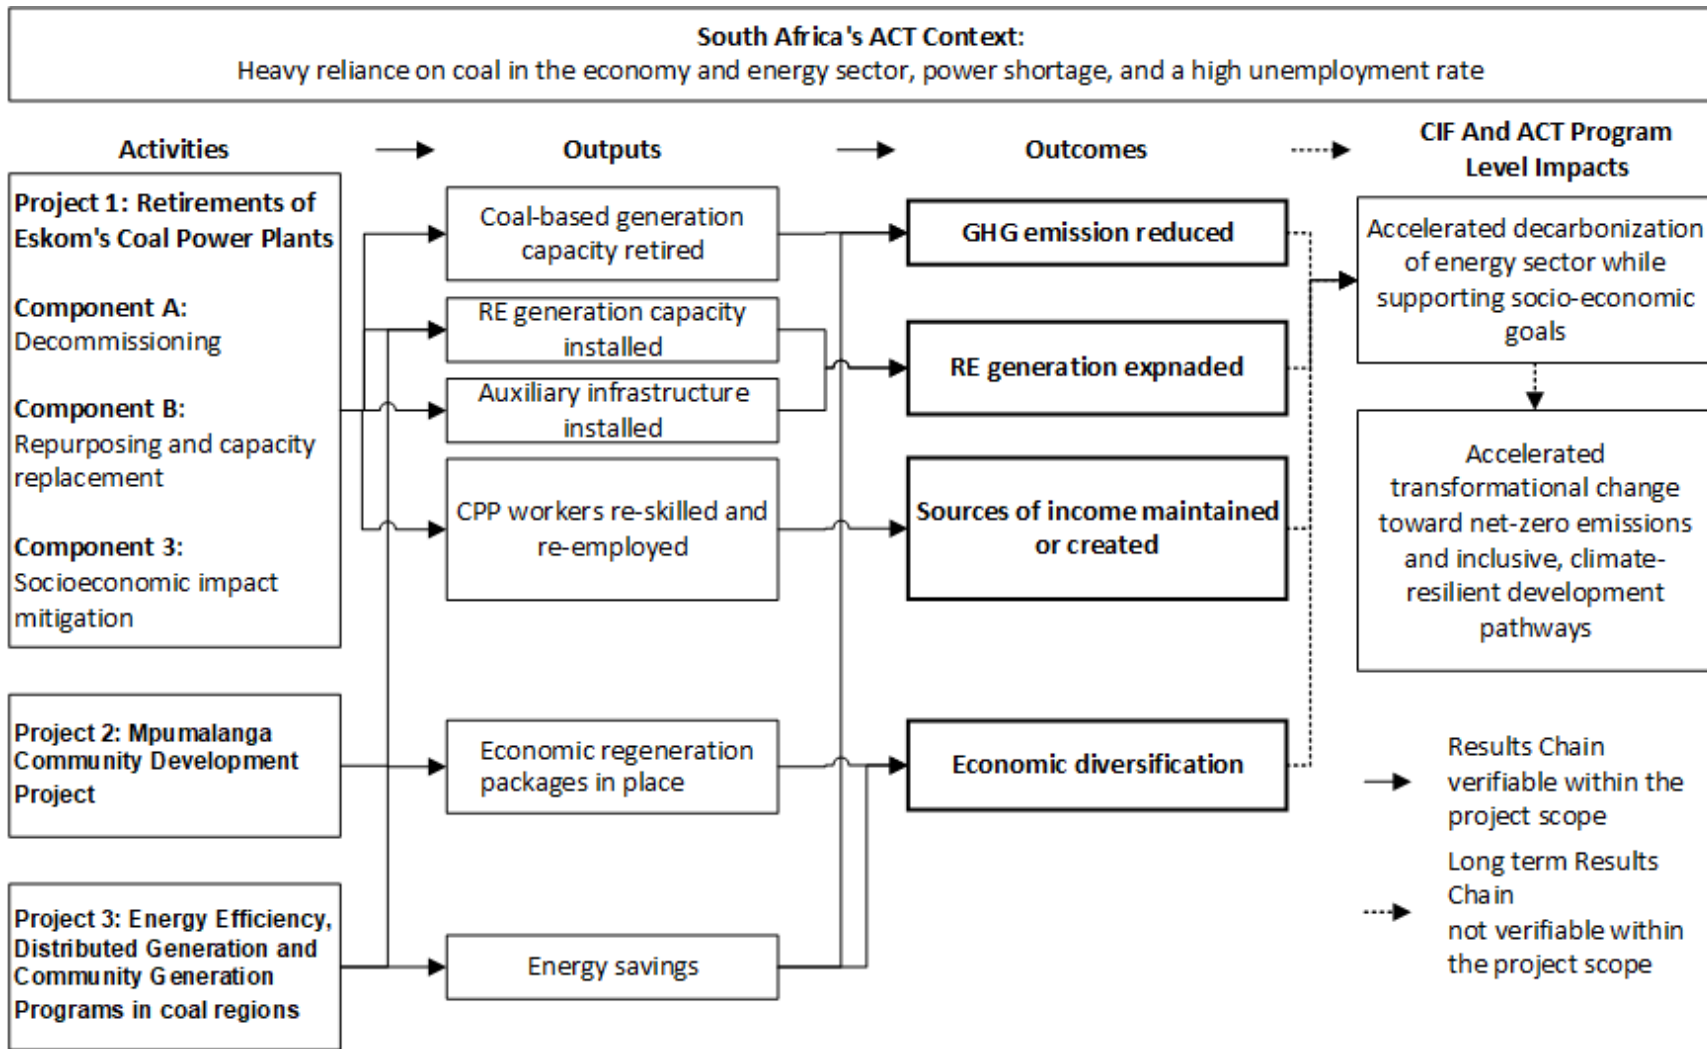 South Africa's ACT Context:
Heavy reliance on coal in the economy and energy sector, power shortage, and a high unemployment rate
Activities
Outputs
Outcomes
CIF And ACT Program
Level Impacts
Project 1: Retirements of
Eskom's Coal Power Plants
Component A:
Decommissioning
Component B:
Repurposing and capacity
replacement
Component 3:
Socioeconomic impact
mitigation
Project 2: Mpumalanga
Community Development
Project
Project 3: Energy Efficiency,
Distributed Generation and
Community Generation
Programs in coal regions
Coal-based generation
capacity retired
RE generation capacity
installed
Auxiliary infrastructure
installed
CPP workers re-skilled and
re-employed
Economic regeneration
packages in place
Energy savings
GHG emission reduced
RE generation expnaded
Sources of income maintained
or created
Economic diversification
Accelerated decarbonization
of energy sector while
supporting socio-economic
goals
Accelerated
transformational change
toward net-zero emissions
and inclusive, climate-
resilient development
pathways
Results Chain
verifiable within the
project scope
Long term Results
Chain
not verifiable within
the project scope